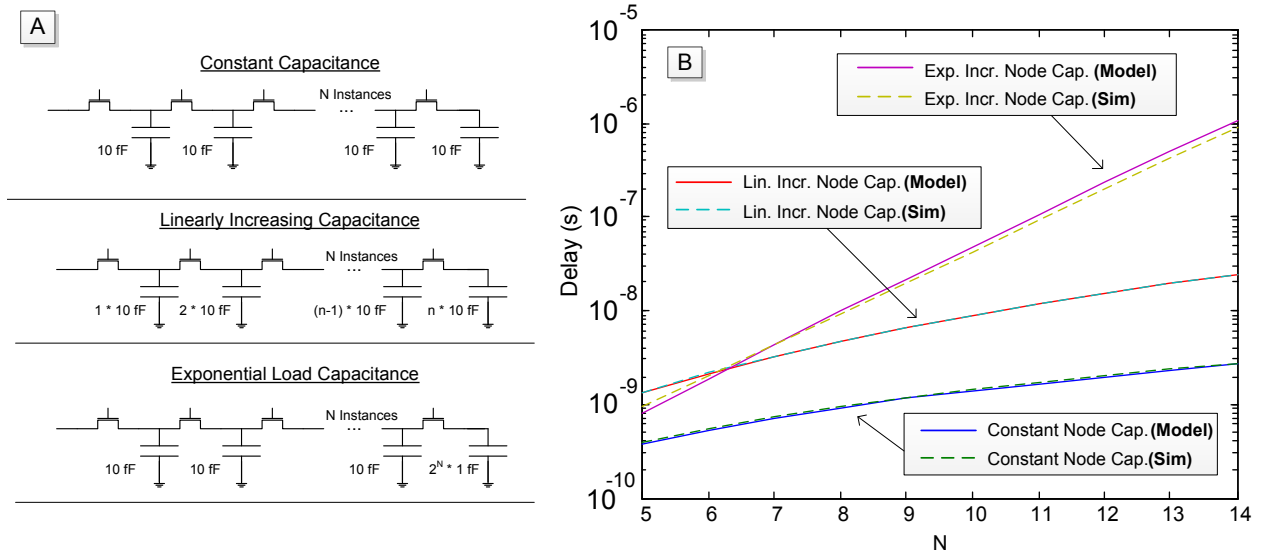 A
Constant Capacitance
N Instances
...
10 fF
10 fF
10 fF
10 fF
Linearly Increasing Capacitance
N Instances
...
1 * 10 fF
2 * 10 fF
(n-1) * 10 fF
n * 10 fF
Exponential Load Capacitance
N Instances
...
10 fF
10 fF
10 fF
2^N * 1 fF
B
Delay (s)
10^-5
10^-6
10^-7
10^-8
10^-9
10^-10
Exp. Incr. Node Cap. (Model)
Exp. Incr. Node Cap.(Sim)
Lin. Incr. Node Cap.(Model)
Lin. Incr. Node Cap.(Sim)
Constant Node Cap.(Model)
Constant Node Cap.(Sim)
5 6 7 8 9 10 11 12 13 14
N